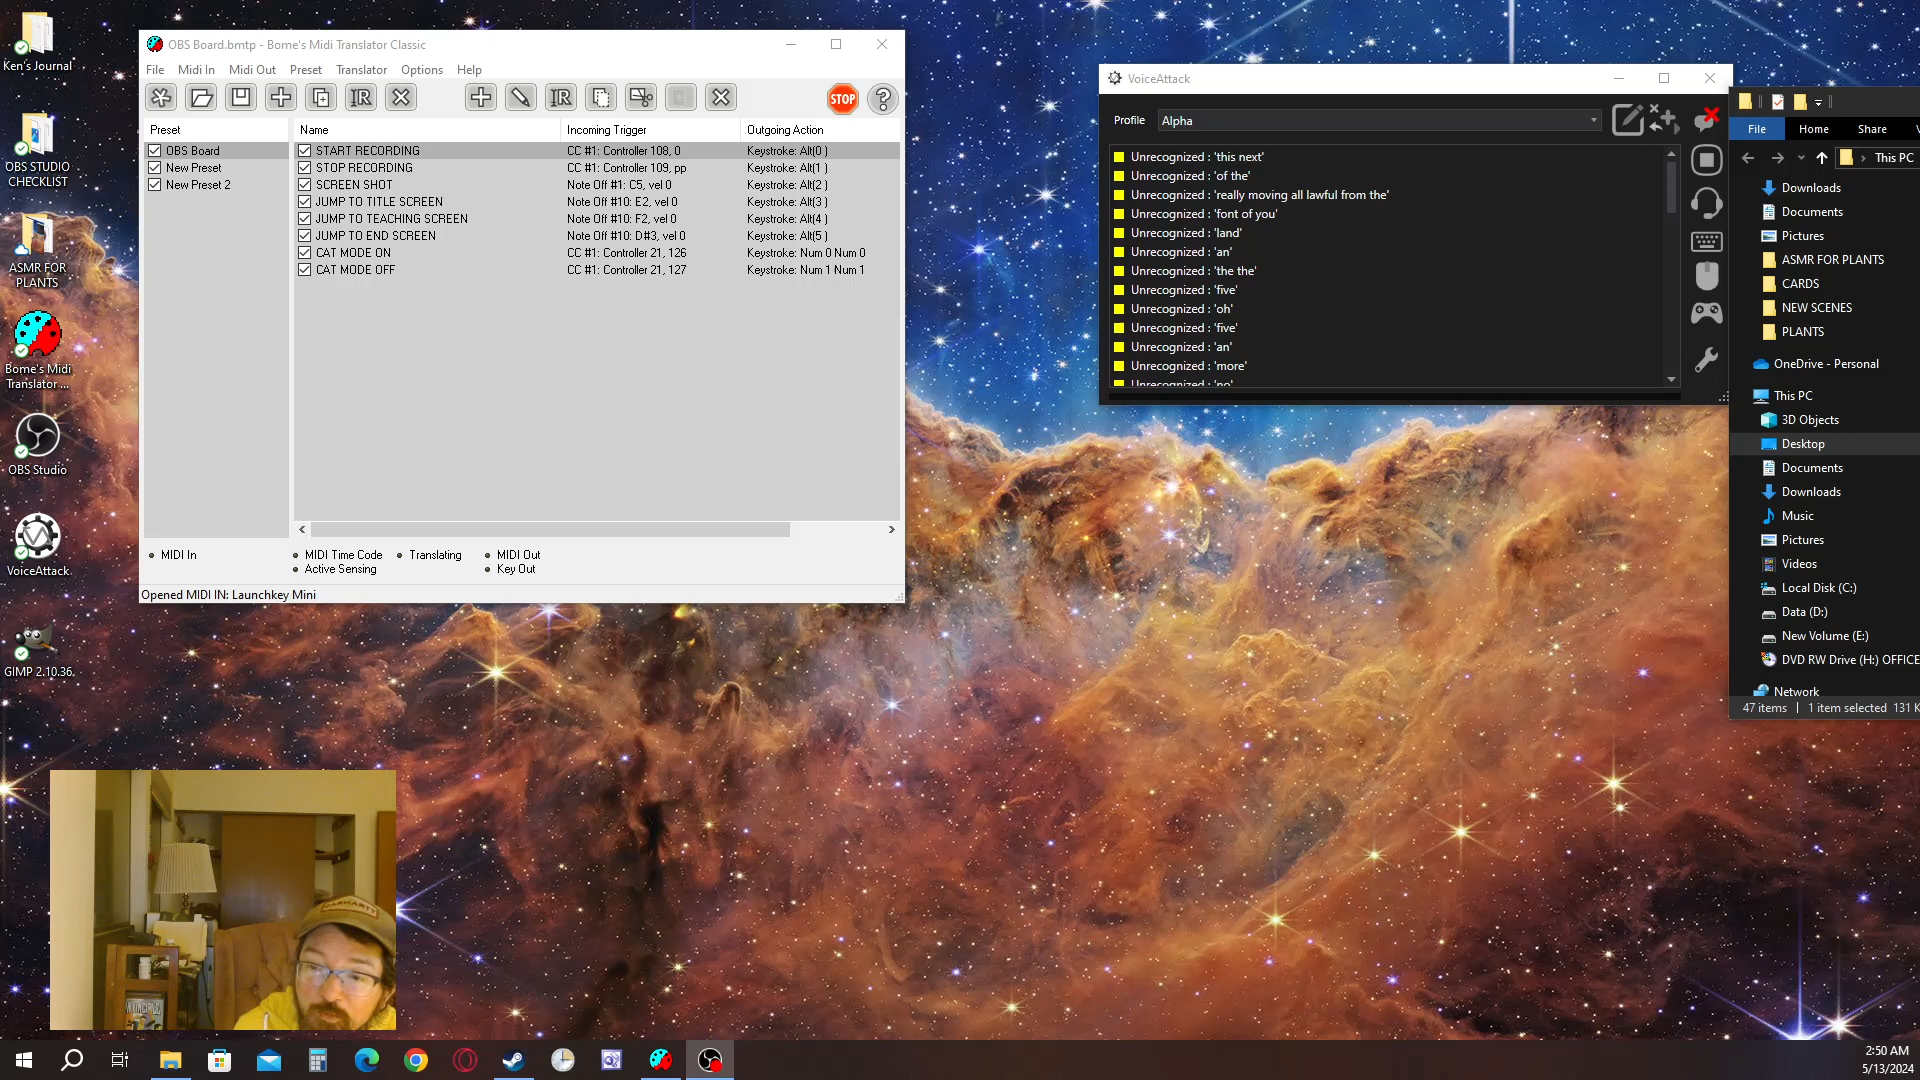 Ken's Journal
OBS STUDIO
CHECKLIST
ASMR FOR
PLANTS
Bome's Midi
Translator ...
OBS Studio
VoiceAttack
GIMP 2.10.36
OBS Board.bmtp - Bome's Midi Translator Classic
File Midi In Midi Out Preset Translator Options Help
STOP
Preset Name Incoming Trigger Outgoing Action
OBS Board START RECORDING CC #1: Controller 108, 0 Keystroke: Alt(0 )
New Preset STOP RECORDING CC #1: Controller 109, pp Keystroke: Alt(1 )
New Preset 2 SCREEN SHOT Note Off #1: C5, vel 0 Keystroke: Alt(2 )
JUMP TO TITLE SCREEN Note Off #10: E2, vel 0 Keystroke: Alt(3 )
JUMP TO TEACHING SCREEN Note Off #10: F2, vel 0 Keystroke: Alt(4 )
JUMP TO END SCREEN Note Off #10: D#3, vel 0 Keystroke: Alt(5 )
CAT MODE ON CC #1: Controller 21, 126 Keystroke: Num 0 Num 0
CAT MODE OFF CC #1: Controller 21, 127 Keystroke: Num 1 Num 1
MIDI In MIDI Time Code Translating MIDI Out
Active Sensing Key Out
Opened MIDI IN: Launchkey Mini
VoiceAttack
Profile Alpha
Unrecognized : 'this next'
Unrecognized : 'of the'
Unrecognized : 'really moving all lawful from the'
Unrecognized : 'font of you'
Unrecognized : 'land'
Unrecognized : 'an'
Unrecognized : 'the the'
Unrecognized : 'five'
Unrecognized : 'oh'
Unrecognized : 'five'
Unrecognized : 'an'
Unrecognized : 'more'
Unrecognized : 'no'
File Home Share V
This PC
Downloads
Documents
Pictures
ASMR FOR PLANTS
CARDS
NEW SCENES
PLANTS
OneDrive - Personal
This PC
3D Objects
Desktop
Documents
Downloads
Music
Pictures
Videos
Local Disk (C:)
Data (D:)
New Volume (E:)
DVD RW Drive (H:) OFFICE
Network
47 items 1 item selected 131 K
CARHARTT
2:50 AM
5/13/2024